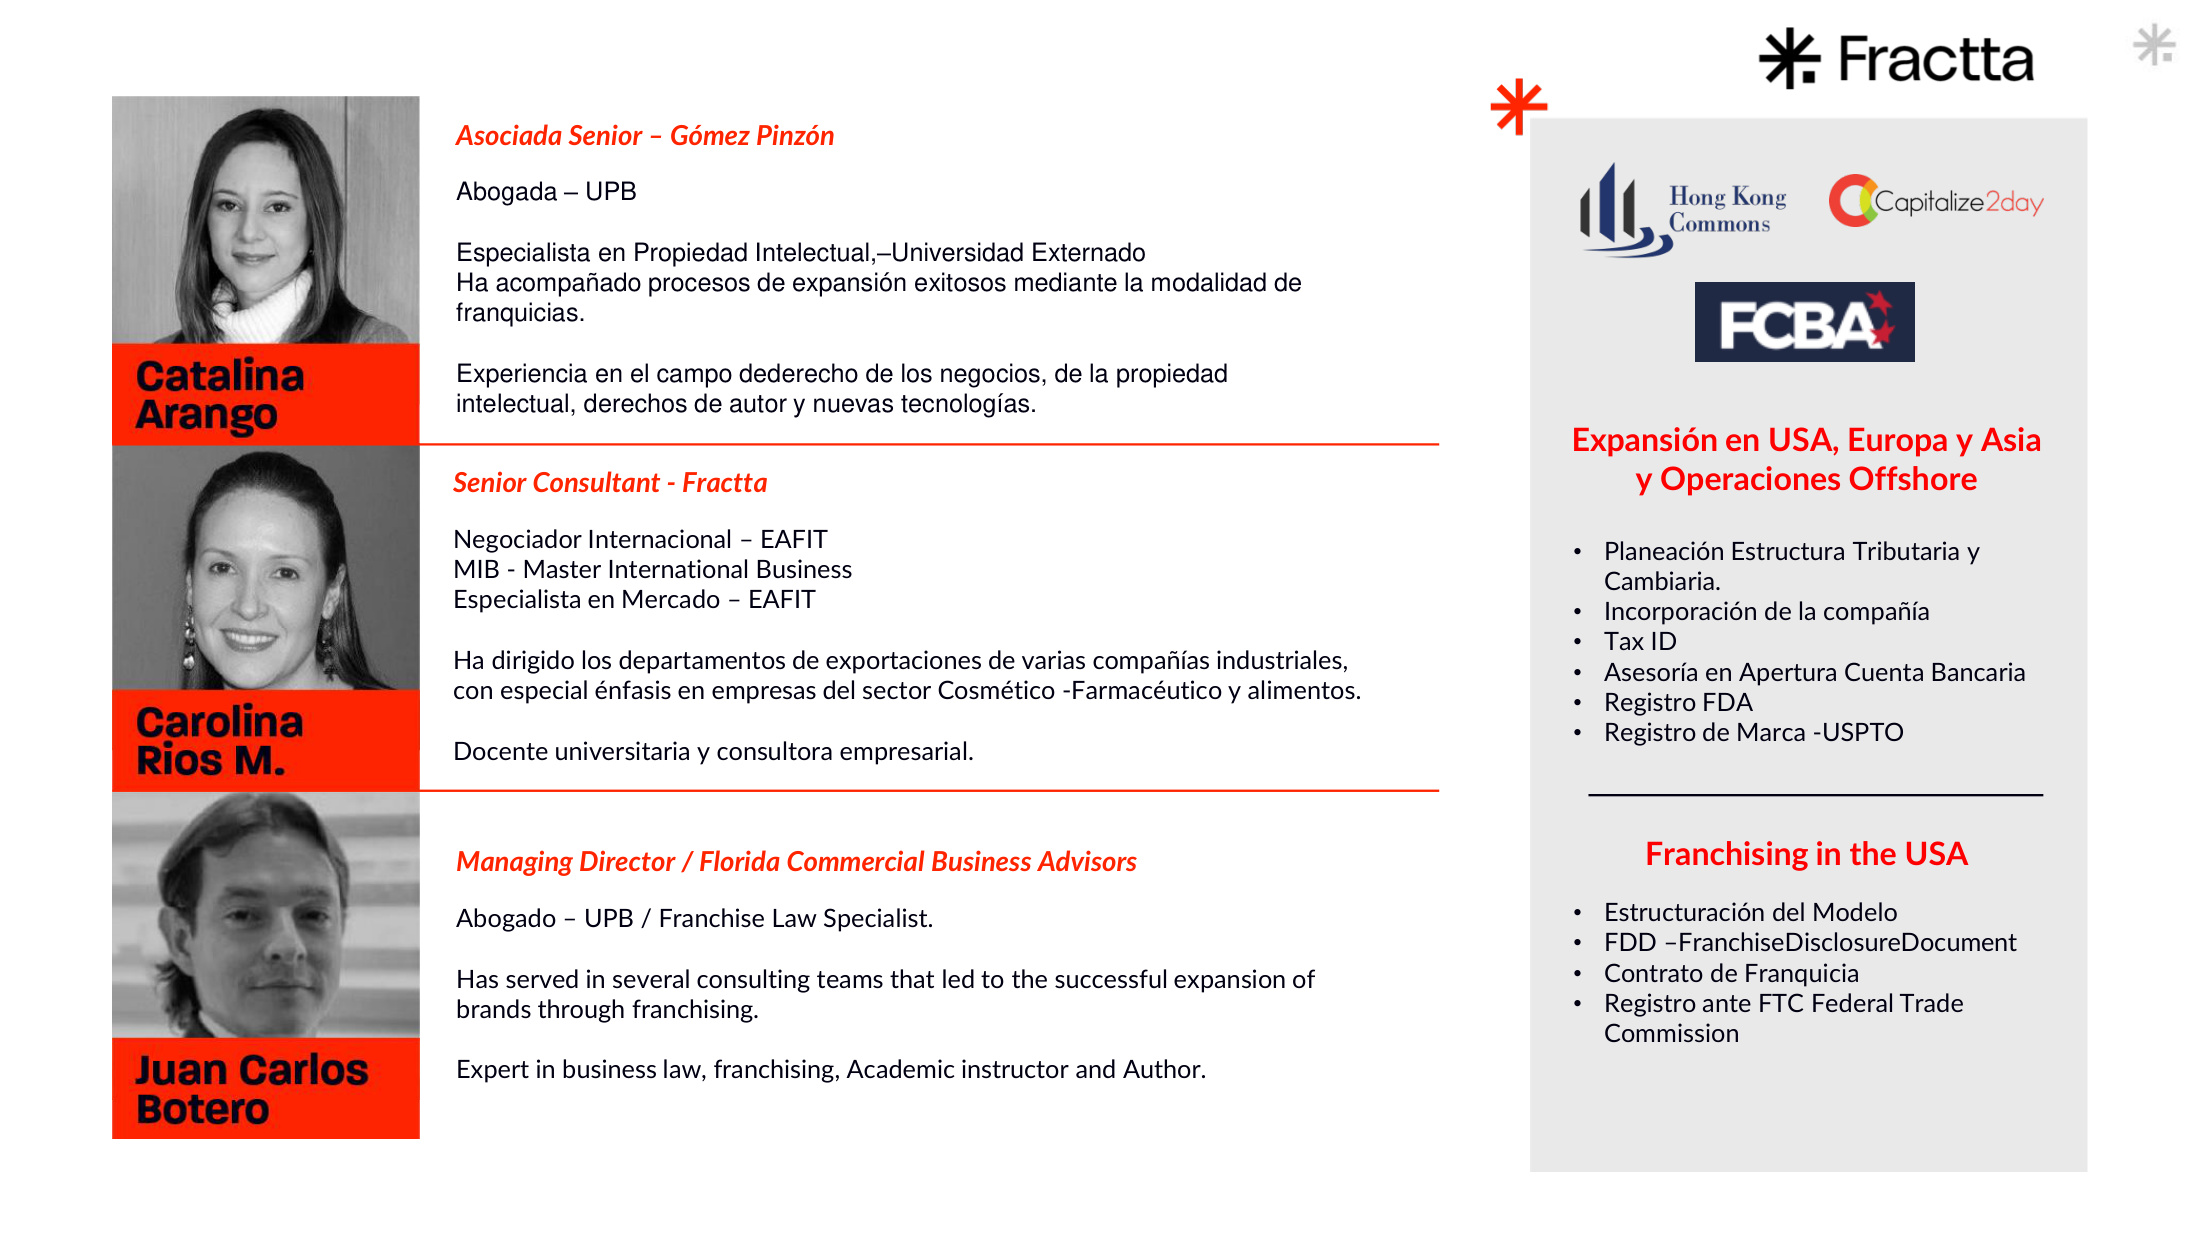 Fractta
Catalina
Arango
Asociada Senior – Gómez Pinzón
Abogada – UPB
Especialista en Propiedad Intelectual,–Universidad Externado
Ha acompañado procesos de expansión exitosos mediante la modalidad de
franquicias.
Experiencia en el campo dederecho de los negocios, de la propiedad
intelectual, derechos de autor y nuevas tecnologías.
Carolina
Rios M.
Senior Consultant - Fractta
Negociador Internacional – EAFIT
MIB - Master International Business
Especialista en Mercado – EAFIT
Ha dirigido los departamentos de exportaciones de varias compañías industriales,
con especial énfasis en empresas del sector Cosmético -Farmacéutico y alimentos.
Docente universitaria y consultora empresarial.
Juan Carlos
Botero
Managing Director / Florida Commercial Business Advisors
Abogado – UPB / Franchise Law Specialist.
Has served in several consulting teams that led to the successful expansion of
brands through franchising.
Expert in business law, franchising, Academic instructor and Author.
Hong Kong
Commons
Capitalize2day
FCBA
Expansión en USA, Europa y Asia
y Operaciones Offshore
• Planeación Estructura Tributaria y
Cambiaria.
• Incorporación de la compañía
• Tax ID
• Asesoría en Apertura Cuenta Bancaria
• Registro FDA
• Registro de Marca -USPTO
Franchising in the USA
• Estructuración del Modelo
• FDD –FranchiseDisclosureDocument
• Contrato de Franquicia
• Registro ante FTC Federal Trade
Commission